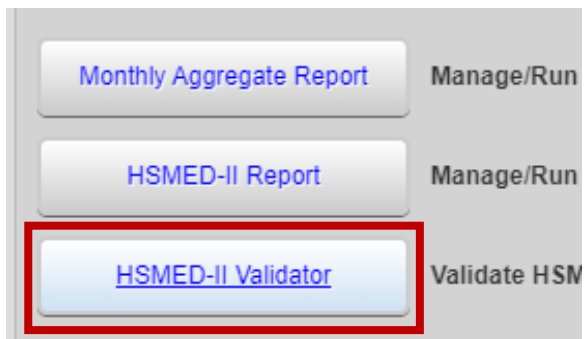 Monthly Aggregate Report Manage/Run
HSMED-II Report Manage/Run
HSMED-II Validator Validate HSM